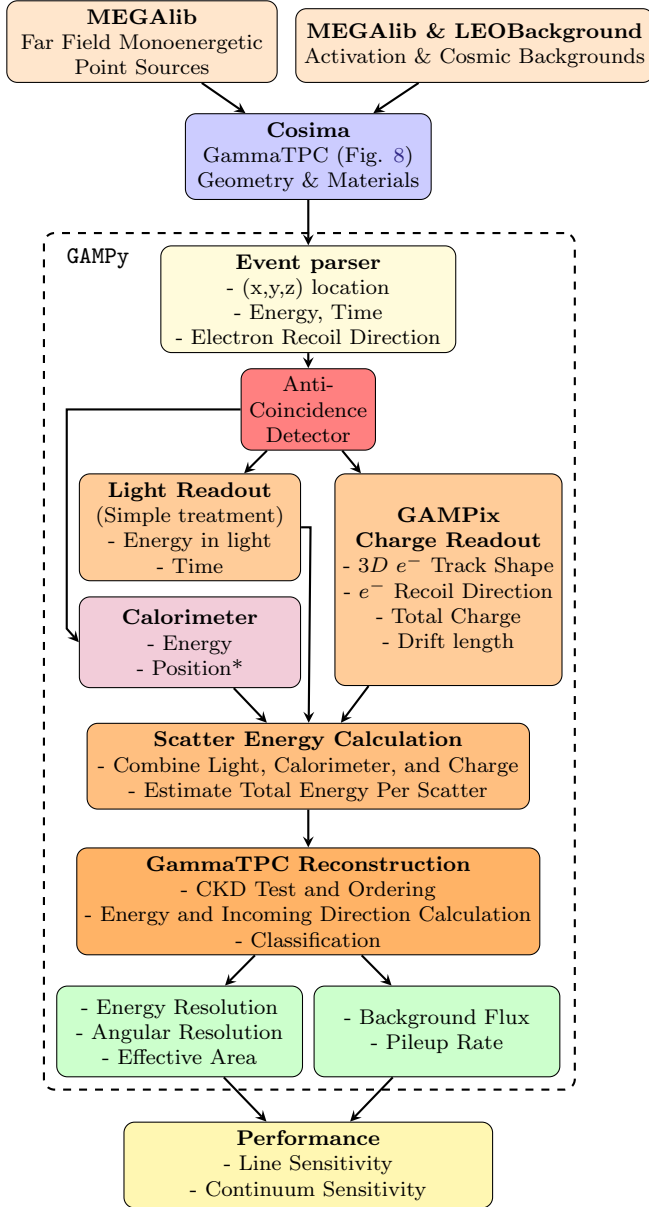 MEGAlib
Far Field Monoenergetic
Point Sources
MEGAlib & LEOBackground
Activation & Cosmic Backgrounds
Cosima
GammaTPC (Fig. 8)
Geometry & Materials
GAMPy
Event parser
- (x,y,z) location
- Energy, Time
- Electron Recoil Direction
Anti-
Coincidence
Detector
Light Readout
(Simple treatment)
- Energy in light
- Time
GAMPix
Charge Readout
- 3D e⁻ Track Shape
- e⁻ Recoil Direction
- Total Charge
- Drift length
Calorimeter
- Energy
- Position*
Scatter Energy Calculation
- Combine Light, Calorimeter, and Charge
- Estimate Total Energy Per Scatter
GammaTPC Reconstruction
- CKD Test and Ordering
- Energy and Incoming Direction Calculation
- Classification
- Energy Resolution
- Angular Resolution
- Effective Area
- Background Flux
- Pileup Rate
Performance
- Line Sensitivity
- Continuum Sensitivity